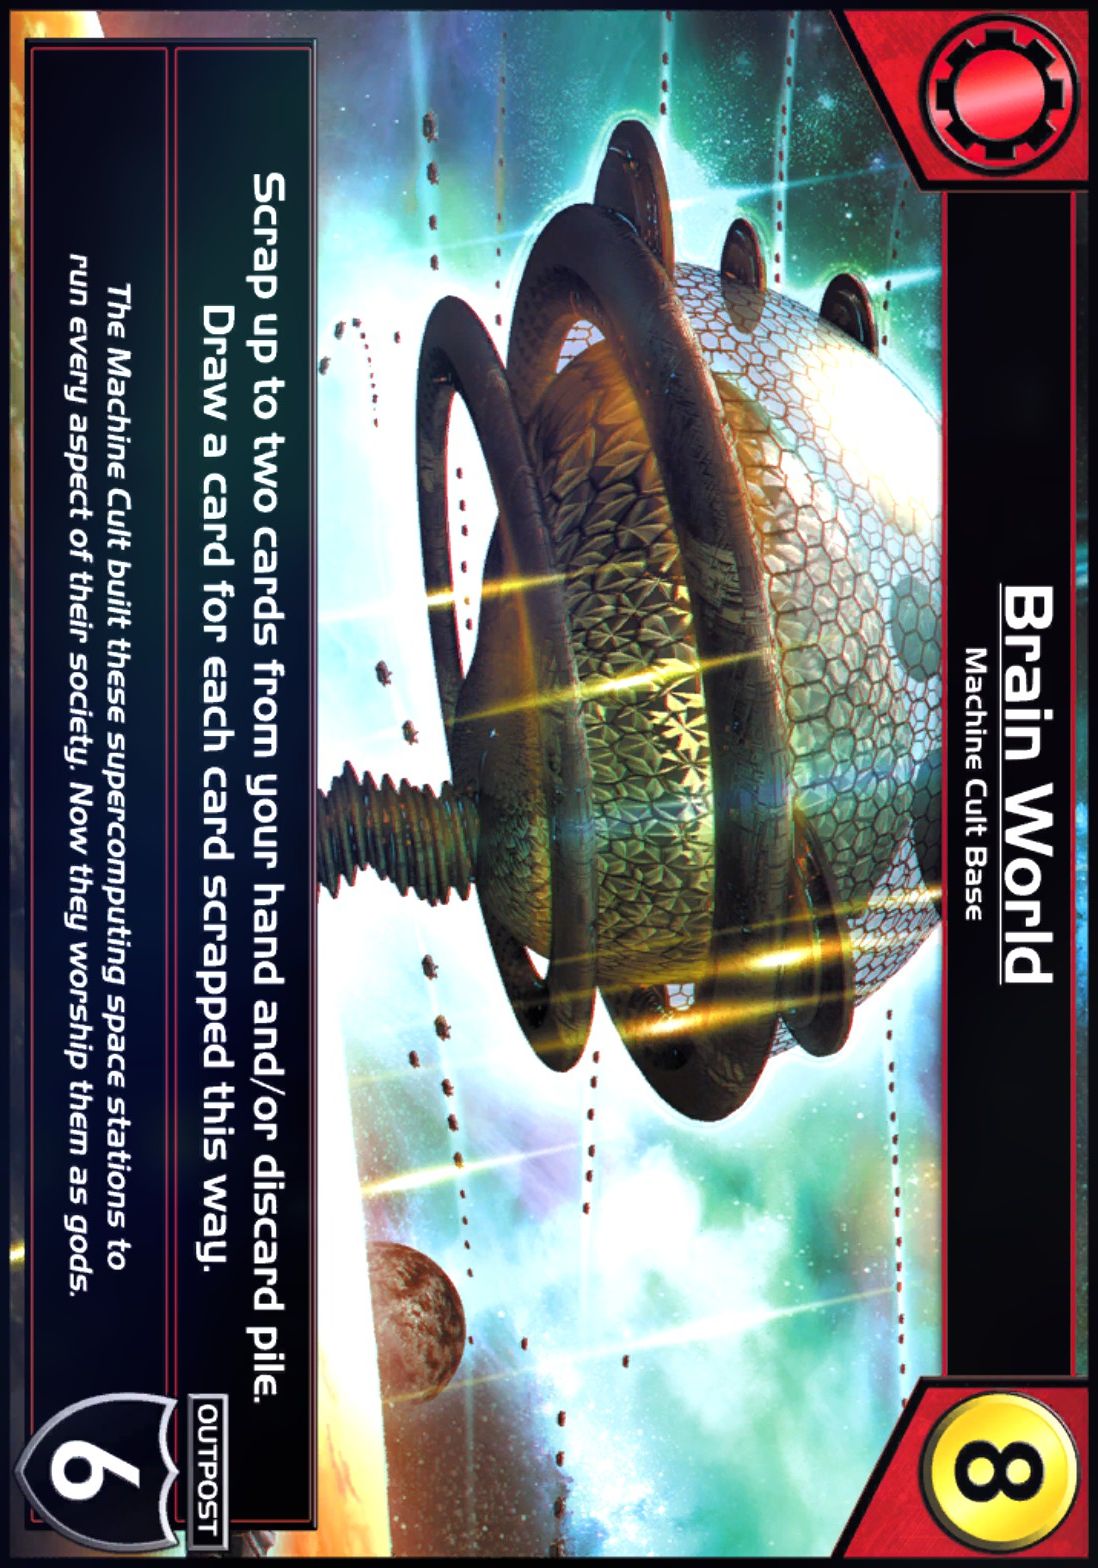 Brain World
Machine Cult Base
8
Scrap up to two cards from your hand and/or discard pile.
Draw a card for each card scrapped this way.
The Machine Cult built these supercomputing space stations to
run every aspect of their society. Now they worship them as gods.
OUTPOST
6